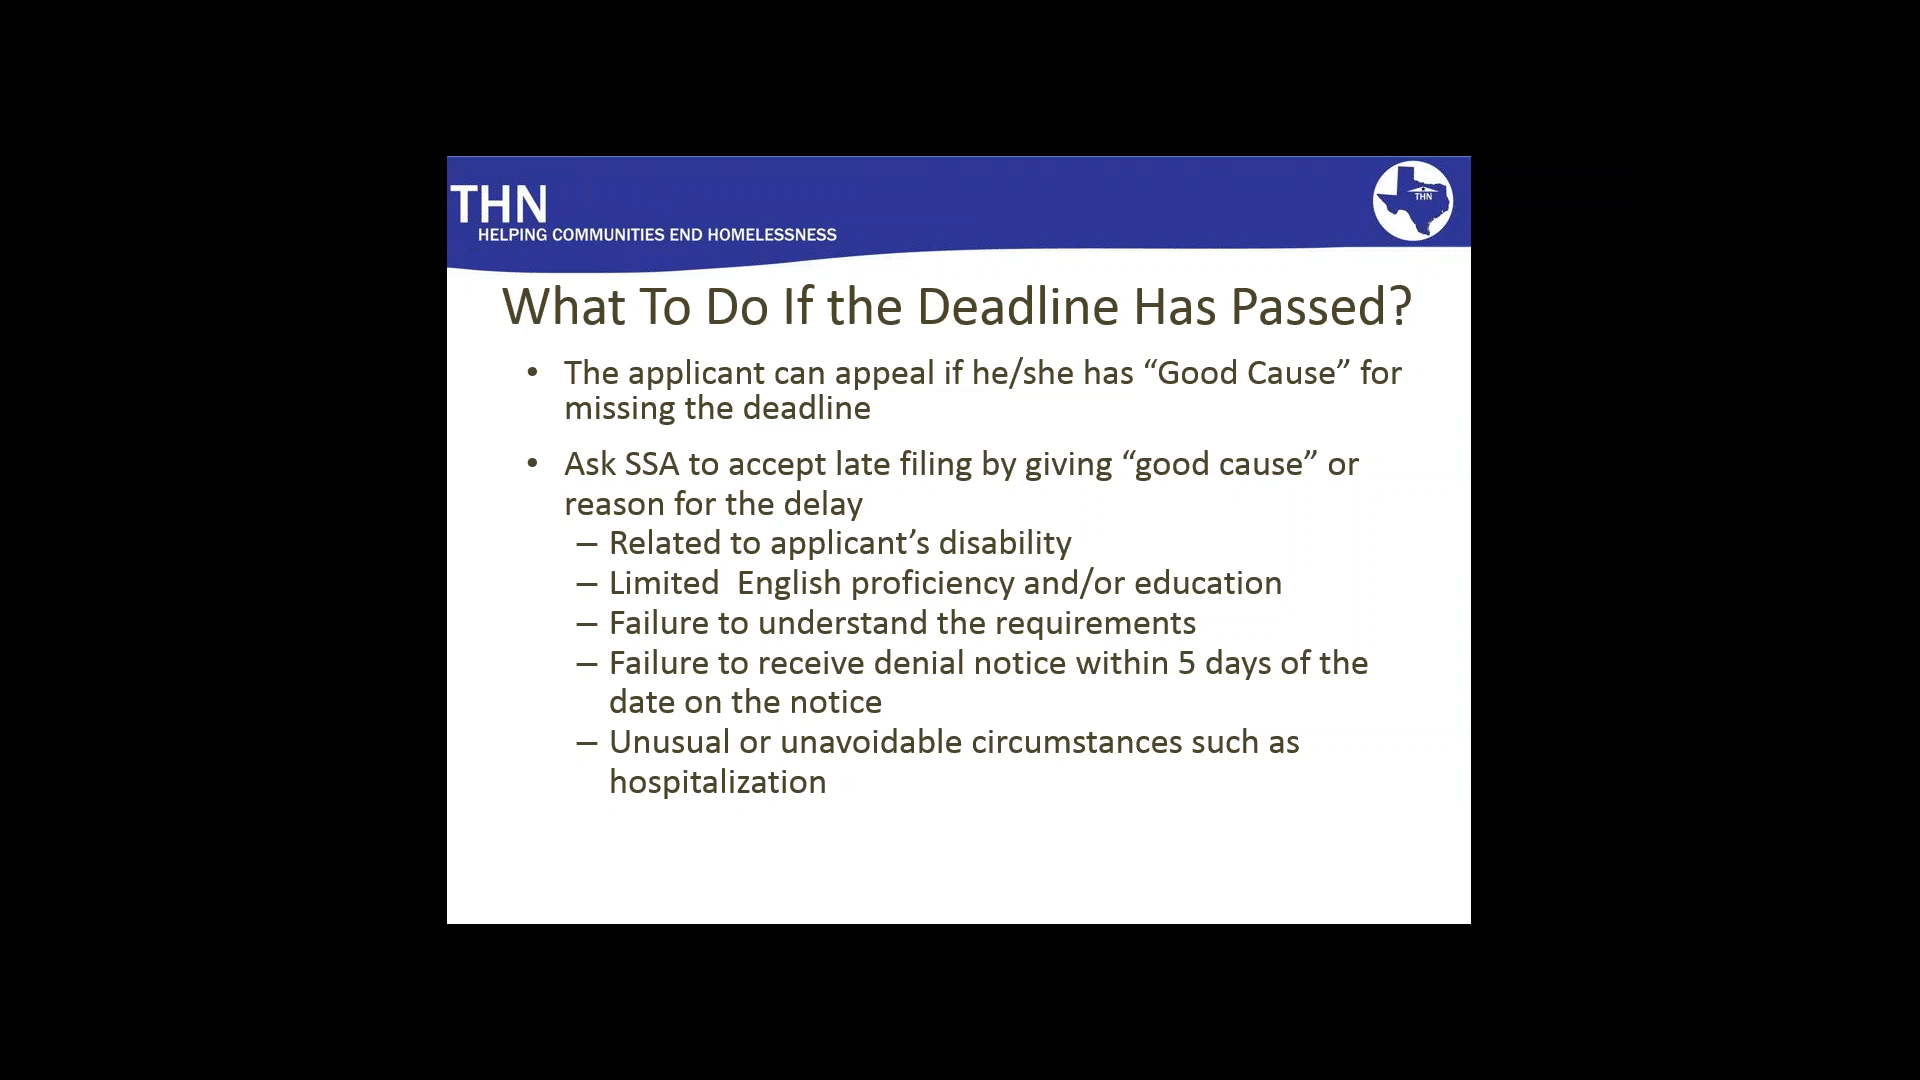 THN
HELPING COMMUNITIES END HOMELESSNESS
THN
What To Do If the Deadline Has Passed?
• The applicant can appeal if he/she has “Good Cause” for
missing the deadline
• Ask SSA to accept late filing by giving “good cause” or
reason for the delay
– Related to applicant’s disability
– Limited  English proficiency and/or education
– Failure to understand the requirements
– Failure to receive denial notice within 5 days of the
date on the notice
– Unusual or unavoidable circumstances such as
hospitalization